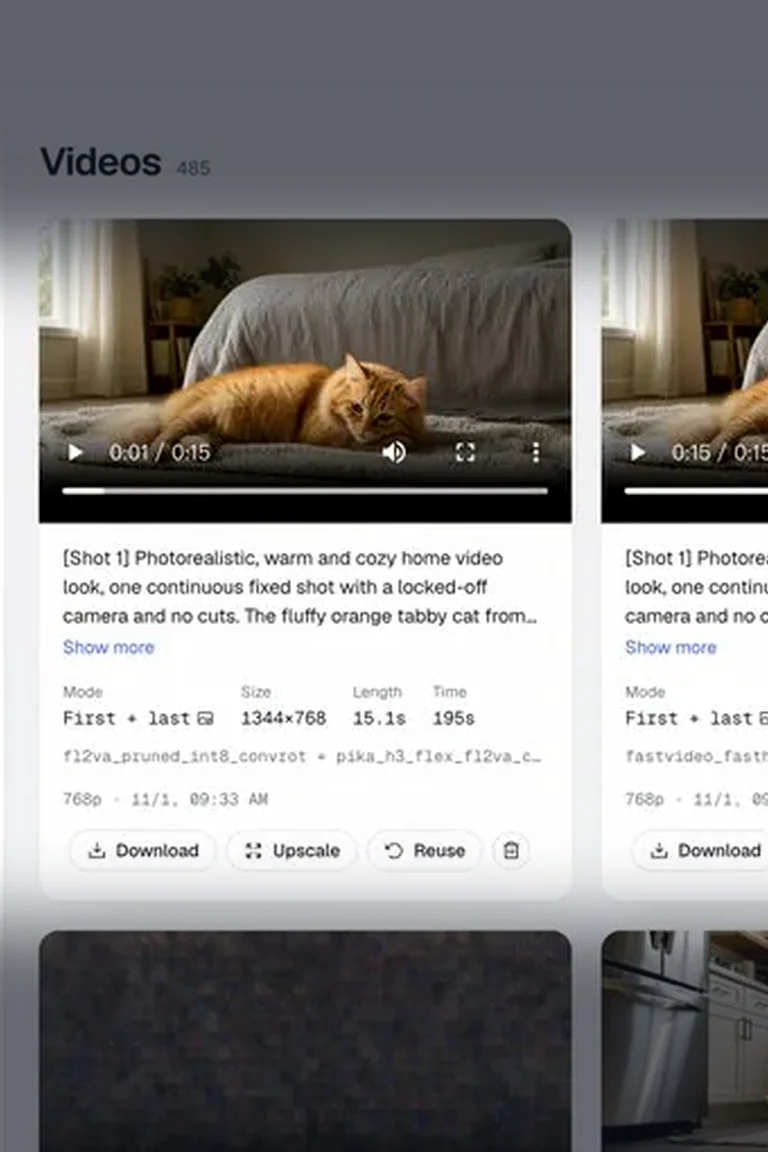 Videos 485
0:01 / 0:15
0:15 / 0:15
[Shot 1] Photorealistic, warm and cozy home video
look, one continuous fixed shot with a locked-off
camera and no cuts. The fluffy orange tabby cat from…
Show more
Mode Size Length Time
First + last 1344×768 15.1s 195s
fl2va_pruned_int8_convrot + pika_h3_flex_fl2va_c…
768p · 11/1, 09:33 AM
Download Upscale Reuse
[Shot 1] Photore
look, one contin
camera and no c
Show more
Mode
First + last
fastvideo_fasth
768p · 11/1, 09
Download